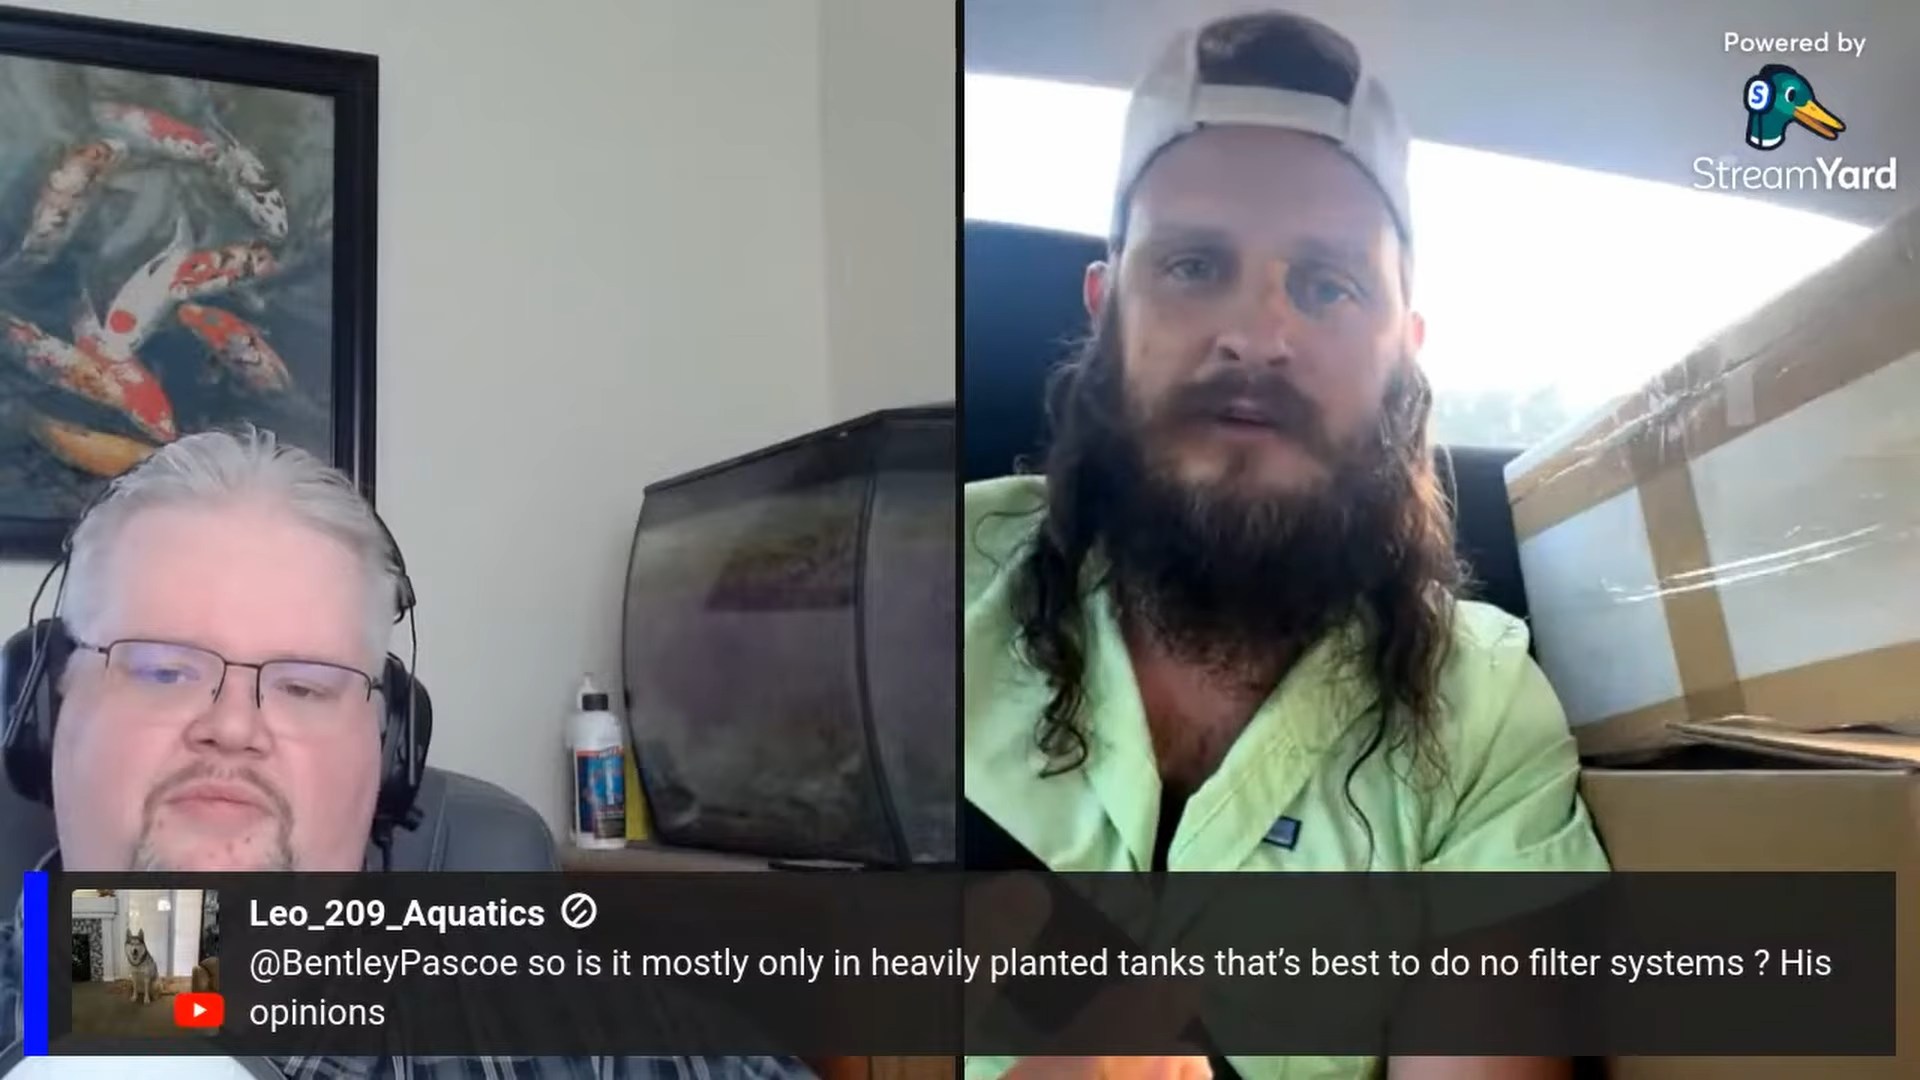 Powered by
StreamYard
Leo_209_Aquatics
@BentleyPascoe so is it mostly only in heavily planted tanks that's best to do no filter systems ? His
opinions